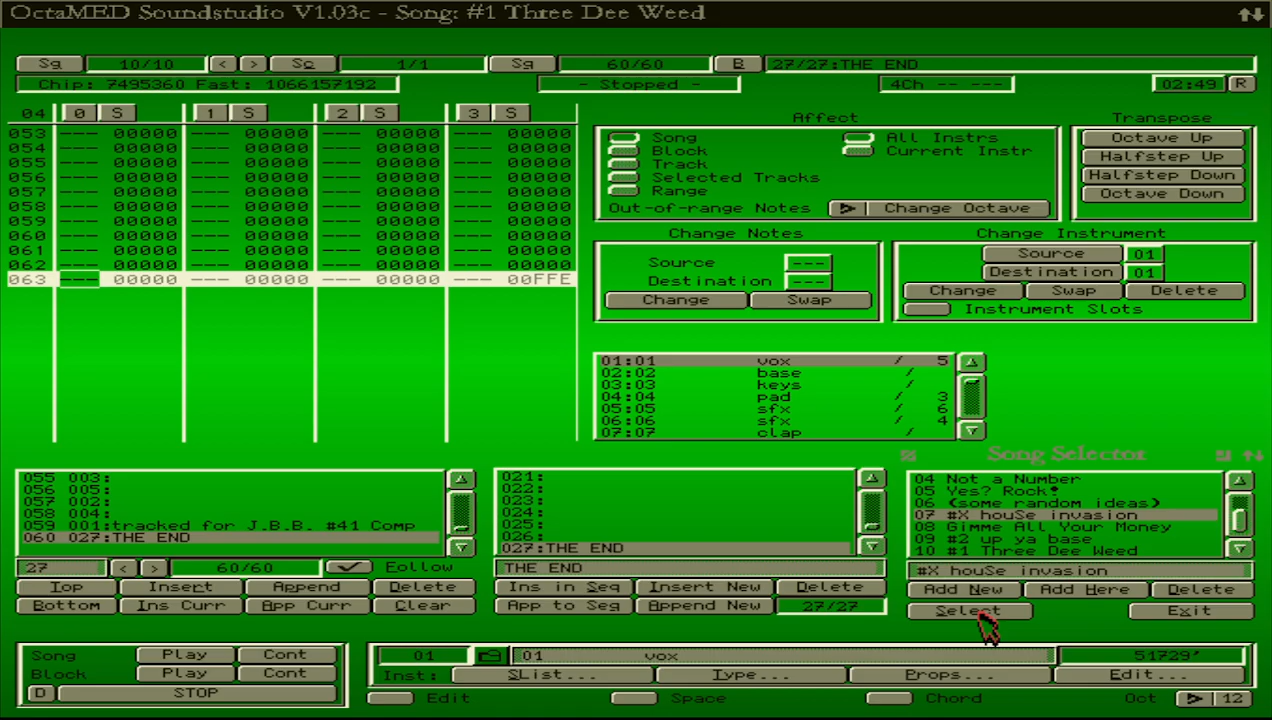 OctaMED Soundstudio V1.03c - Song: #1 Three Dee Weed
Sg 10/10 < > Sc 1/1 Sg 60/60 B 27/27:THE END
Chip: 7495360 Fast: 1066157192 - Stopped - 4Ch -- --- 02:49 R
04 0 S 1 S 2 S 3 S
053 --- 00000 --- 00000 --- 00000 --- 00000
054 --- 00000 --- 00000 --- 00000 --- 00000
055 --- 00000 --- 00000 --- 00000 --- 00000
056 --- 00000 --- 00000 --- 00000 --- 00000
057 --- 00000 --- 00000 --- 00000 --- 00000
058 --- 00000 --- 00000 --- 00000 --- 00000
059 --- 00000 --- 00000 --- 00000 --- 00000
060 --- 00000 --- 00000 --- 00000 --- 00000
061 --- 00000 --- 00000 --- 00000 --- 00000
062 --- 00000 --- 00000 --- 00000 --- 00000
063 --- 00000 --- 00000 --- 00000 --- 00FFE
Affect
Song All Instrs
Block Current Instr
Track
Selected Tracks
Range
Out-of-range Notes Change Octave
Transpose
Octave Up
Halfstep Up
Halfstep Down
Octave Down
Change Notes
Source ---
Destination ---
Change Swap
Change Instrument
Source 01
Destination 01
Change Swap Delete
Instrument Slots
01:01 vox / 5
02:02 base /
03:03 keys /
04:04 pad / 3
05:05 sfx / 6
06:06 sfx / 4
07:07 clap /
055 003:
056 005:
057 002:
058 004:
059 001:tracked for J.B.B. #41 Comp
060 027:THE END
27 < > 60/60 Follow
Top Insert Append Delete
Bottom Ins Curr App Curr Clear
021:
022:
023:
024:
025:
026:
027:THE END
THE END
Ins in Seq Insert New Delete
App to Seq Append New 27/27
Song Selector
04 Not a Number
05 Yes? Rock!
06 (some random ideas)
07 #X houSe invasion
08 Gimme All Your Money
09 #2 up ya base
10 #1 Three Dee Weed
#X houSe invasion
Add New Add Here Delete
Select Exit
Song Play Cont
Block Play Cont
D STOP
01 01 vox 51729'
Inst: SList... Type... Props... Edit...
Edit Space Chord Oct 12